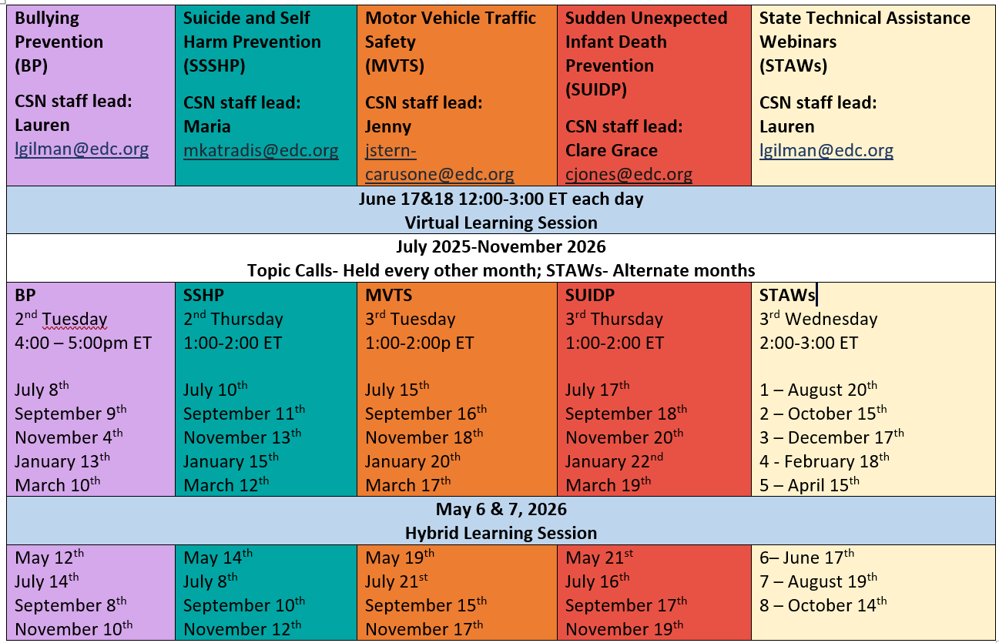 Bullying
Prevention
(BP)
CSN staff lead:
Lauren
lgilman@edc.org
Suicide and Self
Harm Prevention
(SSSHP)
CSN staff lead:
Maria
mkatradis@edc.org
Motor Vehicle Traffic
Safety
(MVTS)
CSN staff lead:
Jenny
jstern-
carusone@edc.org
Sudden Unexpected
Infant Death
Prevention
(SUIDP)
CSN staff lead:
Clare Grace
cjones@edc.org
State Technical Assistance
Webinars
(STAWs)
CSN staff lead:
Lauren
lgilman@edc.org
June 17&18 12:00-3:00 ET each day
Virtual Learning Session
July 2025-November 2026
Topic Calls- Held every other month; STAWs- Alternate months
BP
2nd Tuesday
4:00 – 5:00pm ET
July 8th
September 9th
November 4th
January 13th
March 10th
SSHP
2nd Thursday
1:00-2:00 ET
July 10th
September 11th
November 13th
January 15th
March 12th
MVTS
3rd Tuesday
1:00-2:00p ET
July 15th
September 16th
November 18th
January 20th
March 17th
SUIDP
3rd Thursday
1:00-2:00 ET
July 17th
September 18th
November 20th
January 22nd
March 19th
STAWs
3rd Wednesday
2:00-3:00 ET
1 – August 20th
2 – October 15th
3 – December 17th
4 - February 18th
5 – April 15th
May 6 & 7, 2026
Hybrid Learning Session
May 12th
July 14th
September 8th
November 10th
May 14th
July 8th
September 10th
November 12th
May 19th
July 21st
September 15th
November 17th
May 21st
July 16th
September 17th
November 19th
6– June 17th
7 – August 19th
8 – October 14th